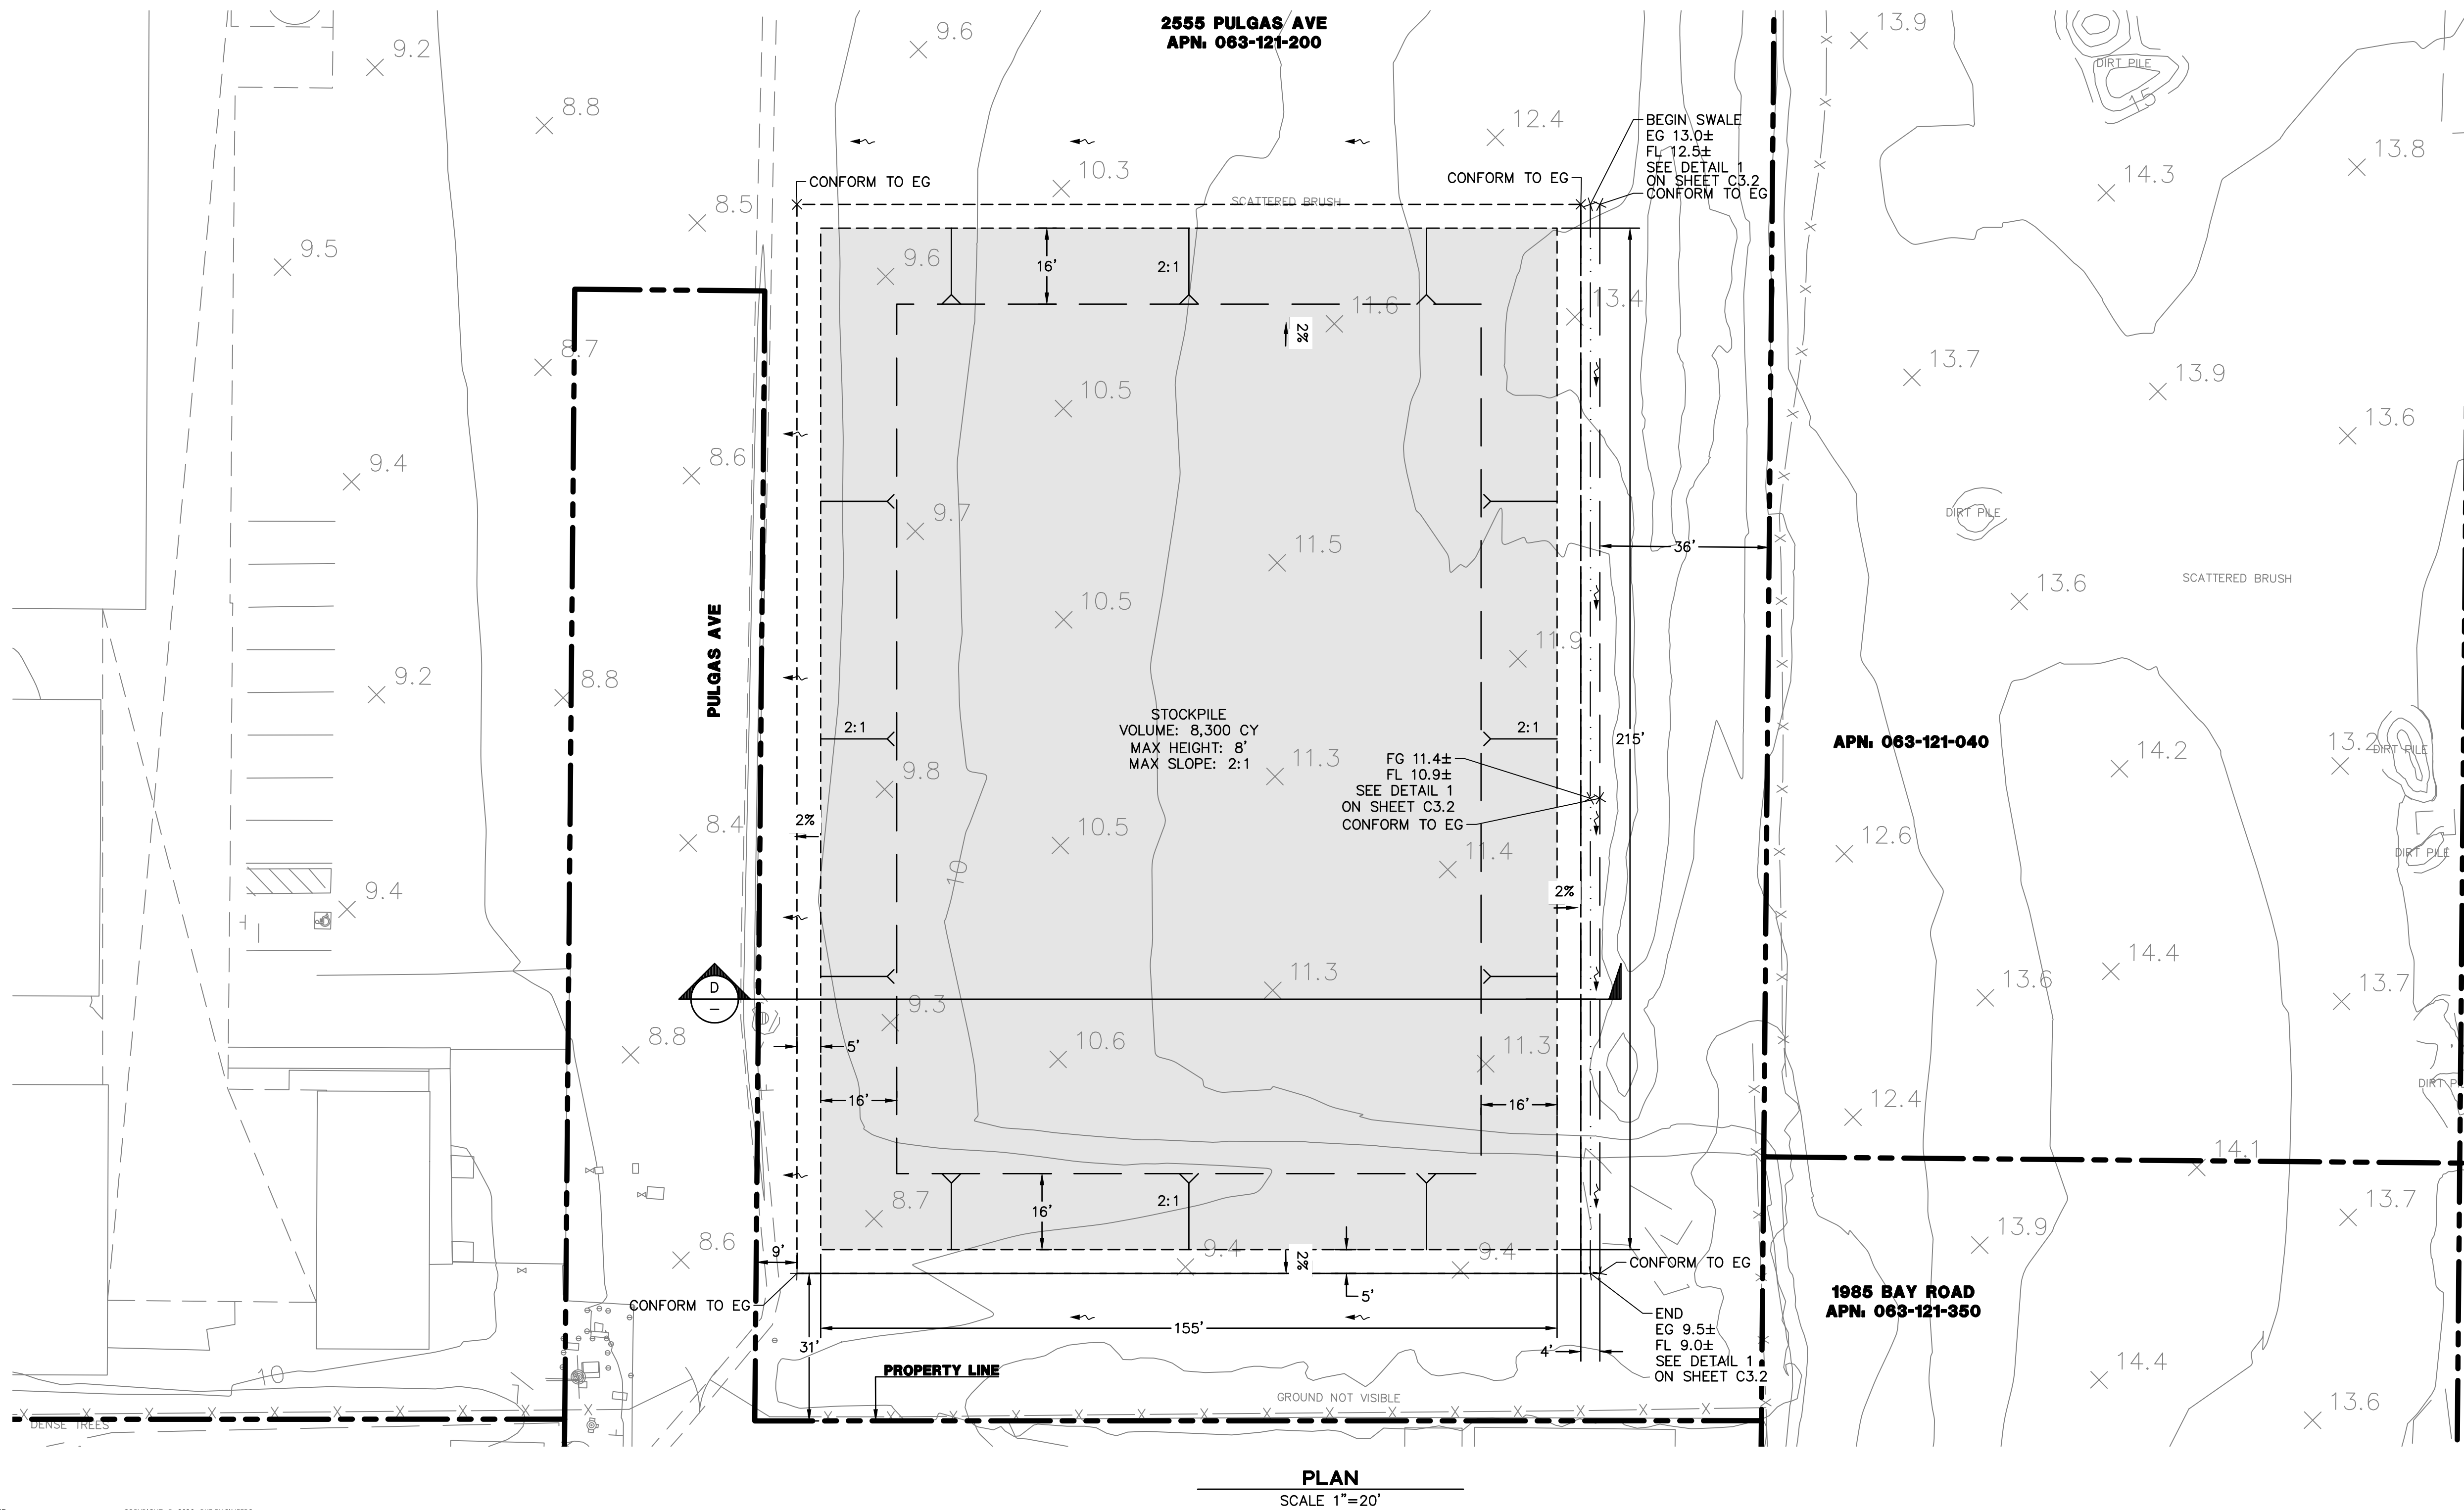 2555 PULGAS AVE
APN: 063-121-200
9.2
9.6
13.9
DIRT PILE
15
8.8
12.4
BEGIN SWALE
EG 13.0±
FL 12.5±
SEE DETAIL 1
ON SHEET C3.2
CONFORM TO EG
13.8
CONFORM TO EG
10.3
CONFORM TO EG
14.3
8.5
SCATTERED BRUSH
9.5
9.6
16'
2:1
11.6
13.4
2%
8.7
10.5
13.7
13.9
13.6
9.4
8.6
9.7
11.5
36'
DIRT PILE
SCATTERED BRUSH
10.5
13.6
PULGAS AVE
11.9
9.2
8.8
STOCKPILE
VOLUME: 8,300 CY
MAX HEIGHT: 8'
MAX SLOPE: 2:1
2:1
2:1
215'
APN: 063-121-040
14.2
13.2
DIRT PILE
9.8
11.3
FG 11.4±
FL 10.9±
SEE DETAIL 1
ON SHEET C3.2
CONFORM TO EG
2%
8.4
10.5
10
11.4
12.6
DIRT PILE
9.4
2%
D
–
9.3
11.3
13.6
14.4
13.7
8.8
5'
10.6
11.3
16'
16'
12.4
DIRT P
14.1
8.7
16'
2:1
13.7
8.6
9'
9.4
2%
9.4
13.9
CONFORM TO EG
CONFORM TO EG
5'
1985 BAY ROAD
APN: 063-121-350
END
EG 9.5±
FL 9.0±
SEE DETAIL 1
ON SHEET C3.2
155'
31'
4'
10
PROPERTY LINE
GROUND NOT VISIBLE
14.4
13.6
DENSE TREES
PLAN
SCALE 1"=20'